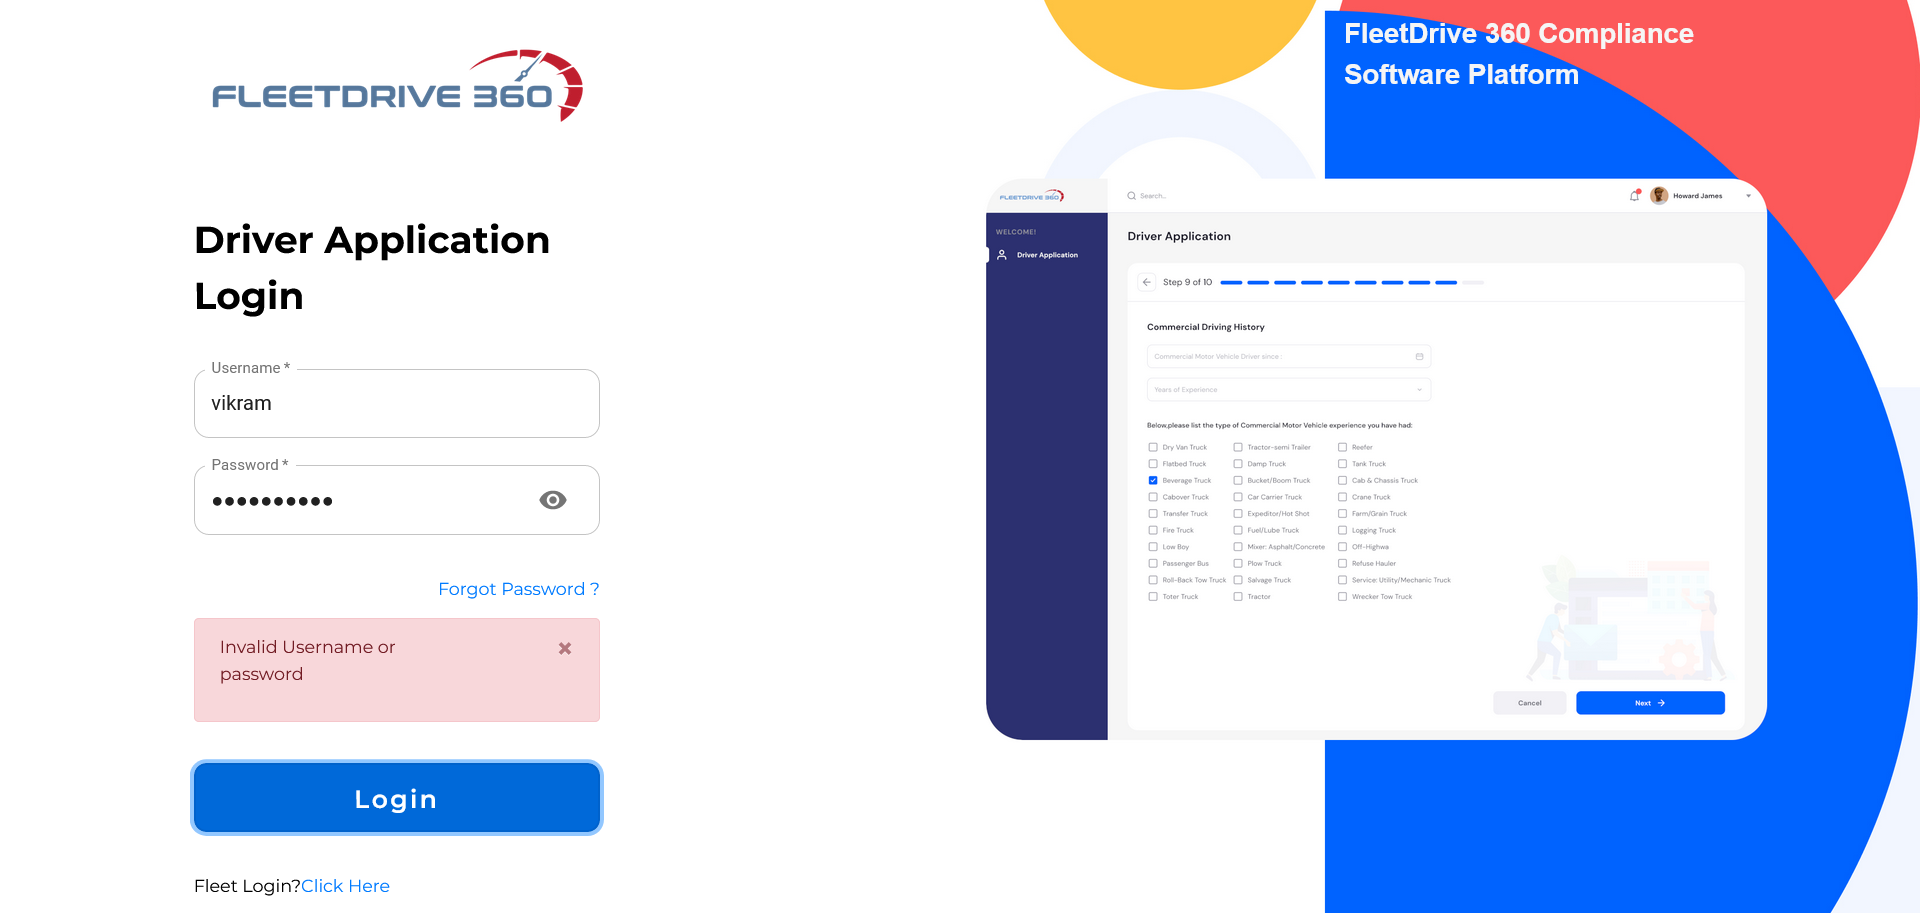 FLEETDRIVE 360
Driver Application
Login
Username *
vikram
Password *
••••••••••
Forgot Password ?
Invalid Username or
password
×
Login
Fleet Login?Click Here
FleetDrive 360 Compliance
Software Platform
FLEETDRIVE 360
Search...
Howard James
WELCOME!
Driver Application
Driver Application
Step 9 of 10
Commercial Driving History
Commercial Motor Vehicle Driver since :
Years of Experience
Below,please list the type of Commercial Motor Vehicle experience you have had:
Dry Van Truck Tractor-semi Trailer Reefer
Flatbed Truck Damp Truck Tank Truck
Beverage Truck Bucket/Boom Truck Cab & Chassis Truck
Cabover Truck Car Carrier Truck Crane Truck
Transfer Truck Expeditor/Hot Shot Farm/Grain Truck
Fire Truck Fuel/Lube Truck Logging Truck
Low Boy Mixer: Asphalt/Concrete Off-Highwa
Passenger Bus Plow Truck Refuse Hauler
Roll-Back Tow Truck Salvage Truck Service: Utility/Mechanic Truck
Toter Truck Tractor Wrecker Tow Truck
Cancel
Next →